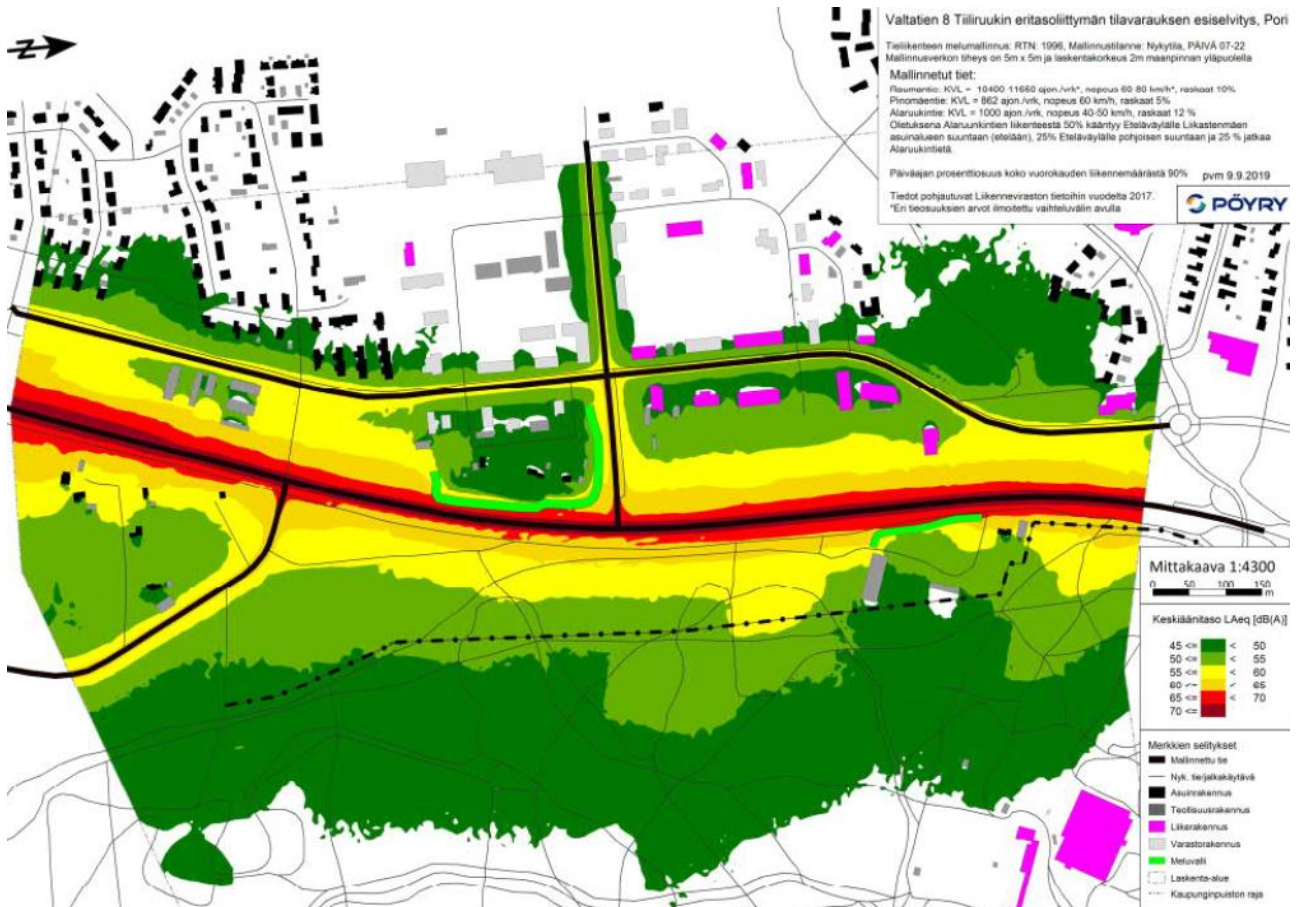 Valtatien 8 Tiiliruukin eritasoliittymän tilavarauksen esiselvitys, Pori
Tieliikenteen melumallinnus: RTN: 1996, Mallinnustilanne: Nykytila, PÄIVÄ 07-22
Mallinnusverkon tiheys on 5m x 5m ja laskentakorkeus 2m maanpinnan yläpuolella
Mallinnetut tiet:
Raumantie: KVL = 10400 11650 ajon./vrk*, nopeus 60 80 km/h*, raskaat 10%
Pinomäentie: KVL = 862 ajon./vrk, nopeus 60 km/h, raskaat 5%
Alaruukintie: KVL = 1000 ajon./vrk, nopeus 40-50 km/h, raskaat 12 %
Oletuksena Alaruunkintien liikenteestä 50% kääntyy Eteläväylälle Liikastenmäen
asuinalueen suuntaan (etelään), 25% Eteläväylälle pohjoisen suuntaan ja 25 % jatkaa
Alaruukintietä.
Päiväajan prosenttiosuus koko vuorokauden liikennemäärästä 90%
pvm 9.9.2019
Tiedot pohjautuvat Liikenneviraston tietoihin vuodelta 2017.
*Eri tieosuuksien arvot ilmoitettu vaihteluvälin avulla
PÖYRY
Z
Mittakaava 1:4300
0 50 100 150
m
Keskiäänitaso LAeq [dB(A)]
45 <= < 50
50 <= < 55
55 <= < 60
60 <= < 65
65 <= < 70
70 <=
Merkkien selitykset
Mallinnettu tie
Nyk. tie/jalkakäytävä
Asuinrakennus
Teollisuusrakennus
Liikerakennus
Varastorakennus
Meluvalli
Laskenta-alue
Kaupunginpuiston raja